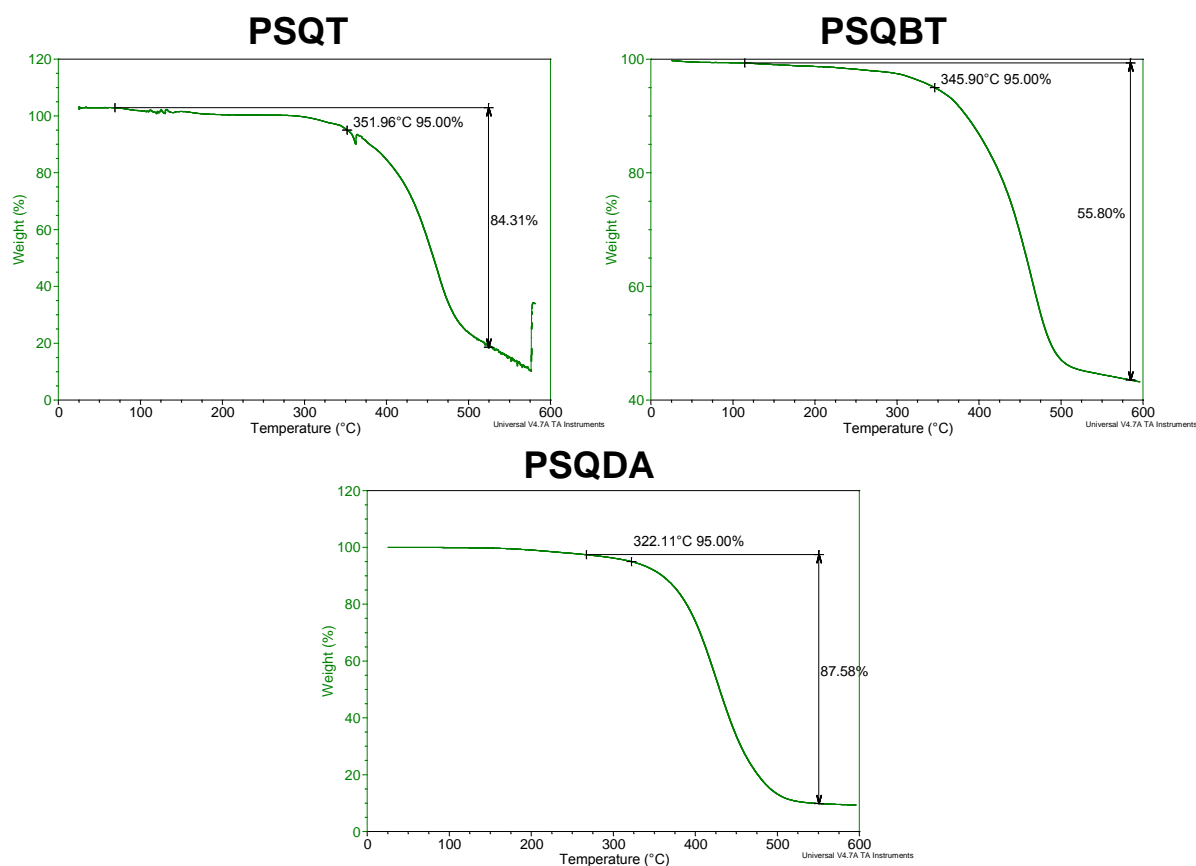 PSQT
120
100
80
60
40
20
0
Weight (%)
351.96°C 95.00%
84.31%
0 100 200 300 400 500 600
Temperature (°C)
Universal V4.7A TA Instruments
PSQBT
100
80
60
40
Weight (%)
345.90°C 95.00%
55.80%
0 100 200 300 400 500 600
Temperature (°C)
Universal V4.7A TA Instruments
PSQDA
120
100
80
60
40
20
0
Weight (%)
322.11°C 95.00%
87.58%
0 100 200 300 400 500 600
Temperature (°C)
Universal V4.7A TA Instruments